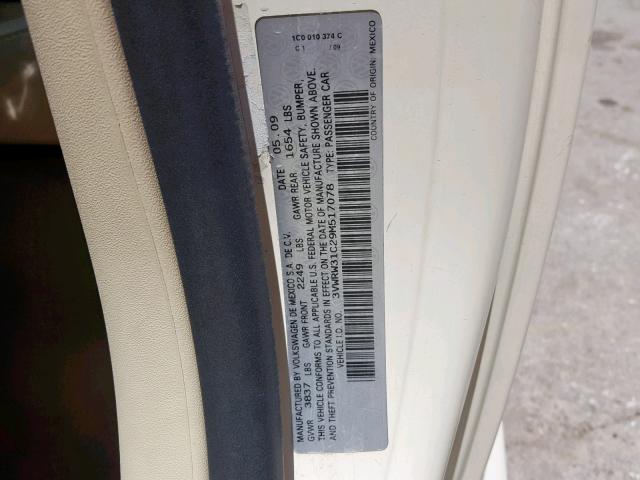 1C0 010 374 C
C 1 / 09
MANUFACTURED BY VOLKSWAGEN DE MEXICO S.A. DE C.V. DATE 05.09
GVWR 3837 LBS GAWR FRONT 2249 LBS GAWR REAR 1654 LBS
THIS VEHICLE CONFORMS TO ALL APPLICABLE U.S. FEDERAL MOTOR VEHICLE SAFETY, BUMPER,
AND THEFT PREVENTION STANDARDS IN EFFECT ON THE DATE OF MANUFACTURE SHOWN ABOVE.
VEHICLE I.D. NO. 3VWRW31C29M517078 TYPE: PASSENGER CAR
COUNTRY OF ORIGIN: MEXICO